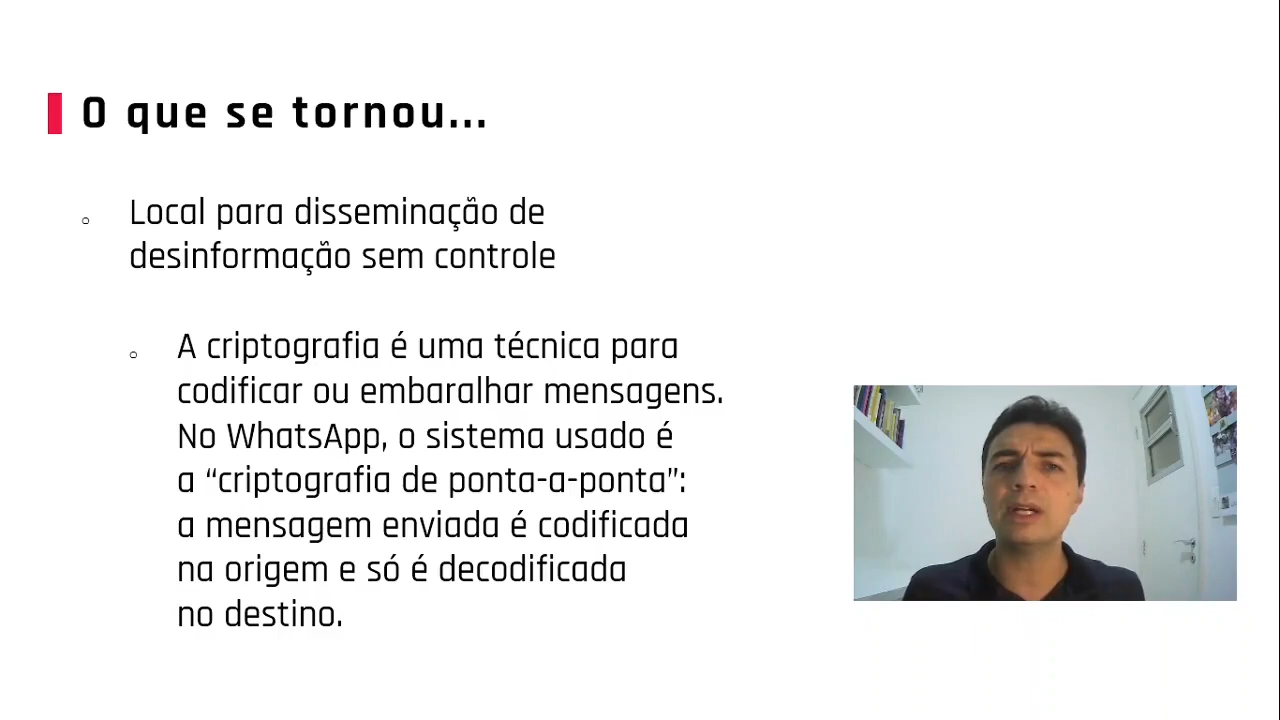 O que se tornou...
Local para disseminação de
desinformação sem controle
A criptografia é uma técnica para
codificar ou embaralhar mensagens.
No WhatsApp, o sistema usado é
a “criptografia de ponta-a-ponta”:
a mensagem enviada é codificada
na origem e só é decodificada
no destino.